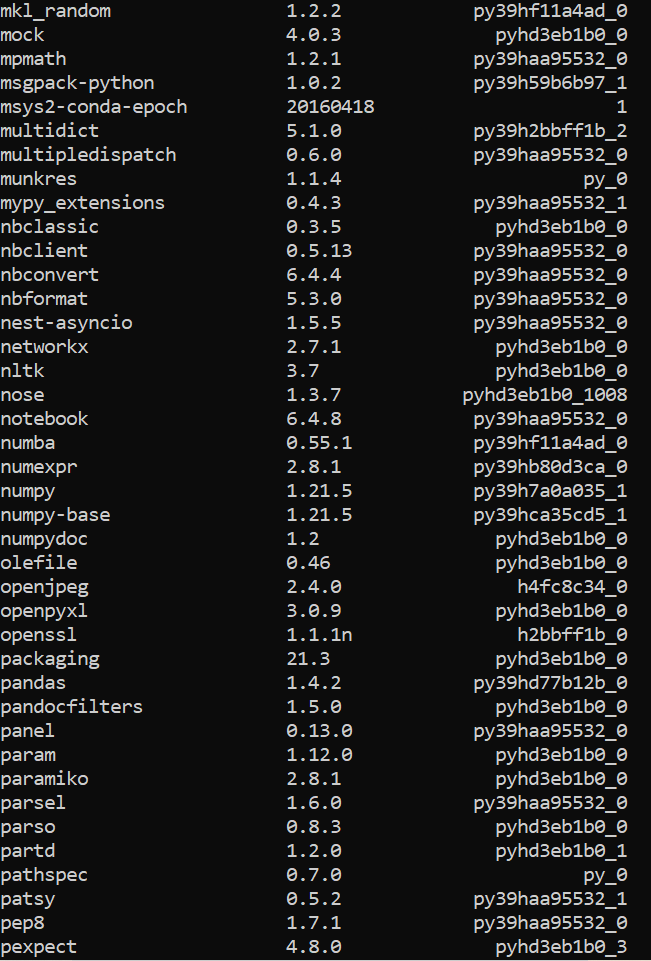 mkl_random 1.2.2 py39hf11a4ad_0
mock 4.0.3 pyhd3eb1b0_0
mpmath 1.2.1 py39haa95532_0
msgpack-python 1.0.2 py39h59b6b97_1
msys2-conda-epoch 20160418 1
multidict 5.1.0 py39h2bbff1b_2
multipledispatch 0.6.0 py39haa95532_0
munkres 1.1.4 py_0
mypy_extensions 0.4.3 py39haa95532_1
nbclassic 0.3.5 pyhd3eb1b0_0
nbclient 0.5.13 py39haa95532_0
nbconvert 6.4.4 py39haa95532_0
nbformat 5.3.0 py39haa95532_0
nest-asyncio 1.5.5 py39haa95532_0
networkx 2.7.1 pyhd3eb1b0_0
nltk 3.7 pyhd3eb1b0_0
nose 1.3.7 pyhd3eb1b0_1008
notebook 6.4.8 py39haa95532_0
numba 0.55.1 py39hf11a4ad_0
numexpr 2.8.1 py39hb80d3ca_0
numpy 1.21.5 py39h7a0a035_1
numpy-base 1.21.5 py39hca35cd5_1
numpydoc 1.2 pyhd3eb1b0_0
olefile 0.46 pyhd3eb1b0_0
openjpeg 2.4.0 h4fc8c34_0
openpyxl 3.0.9 pyhd3eb1b0_0
openssl 1.1.1n h2bbff1b_0
packaging 21.3 pyhd3eb1b0_0
pandas 1.4.2 py39hd77b12b_0
pandocfilters 1.5.0 pyhd3eb1b0_0
panel 0.13.0 py39haa95532_0
param 1.12.0 pyhd3eb1b0_0
paramiko 2.8.1 pyhd3eb1b0_0
parsel 1.6.0 py39haa95532_0
parso 0.8.3 pyhd3eb1b0_0
partd 1.2.0 pyhd3eb1b0_1
pathspec 0.7.0 py_0
patsy 0.5.2 py39haa95532_1
pep8 1.7.1 py39haa95532_0
pexpect 4.8.0 pyhd3eb1b0_3